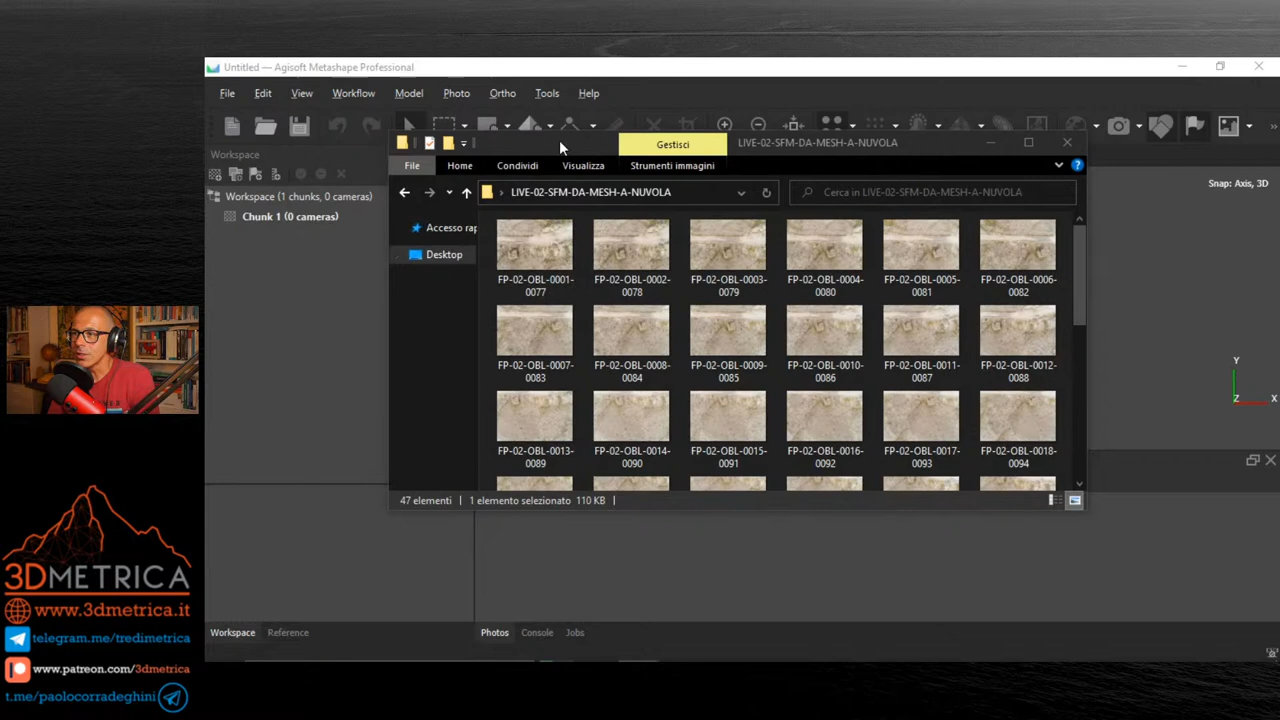 Untitled — Agisoft Metashape Professional
File Edit View Workflow Model Photo Ortho Tools Help
Workspace
Workspace (1 chunks, 0 cameras)
Chunk 1 (0 cameras)
Gestisci
LIVE-02-SFM-DA-MESH-A-NUVOLA
File Home Condividi Visualizza Strumenti immagini
LIVE-02-SFM-DA-MESH-A-NUVOLA
Cerca in LIVE-02-SFM-DA-MESH-A-NUVOLA
Accesso rap
Desktop
FP-02-OBL-0001-0077
FP-02-OBL-0002-0078
FP-02-OBL-0003-0079
FP-02-OBL-0004-0080
FP-02-OBL-0005-0081
FP-02-OBL-0006-0082
FP-02-OBL-0007-0083
FP-02-OBL-0008-0084
FP-02-OBL-0009-0085
FP-02-OBL-0010-0086
FP-02-OBL-0011-0087
FP-02-OBL-0012-0088
FP-02-OBL-0013-0089
FP-02-OBL-0014-0090
FP-02-OBL-0015-0091
FP-02-OBL-0016-0092
FP-02-OBL-0017-0093
FP-02-OBL-0018-0094
47 elementi 1 elemento selezionato 110 KB
Snap: Axis, 3D
Y
Z X
Workspace Reference
Photos Console Jobs
3DMETRICA
www.3dmetrica.it
telegram.me/tredimetrica
www.patreon.com/3dmetrica
t.me/paolocorradeghini